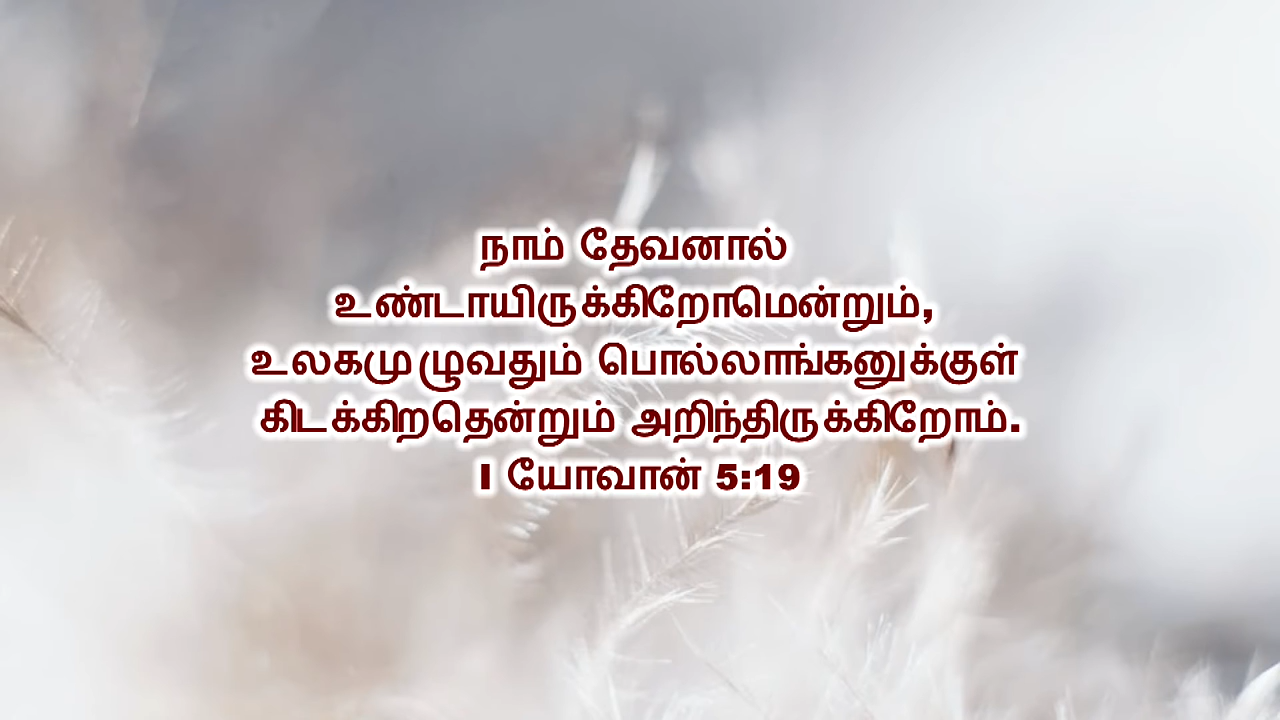 நாம் தேவனால்
உண்டாயிருக்கிறோமென்றும்,
உலகமுழுவதும் பொல்லாங்கனுக்குள்
கிடக்கிறதென்றும் அறிந்திருக்கிறோம்.
I யோவான் 5:19